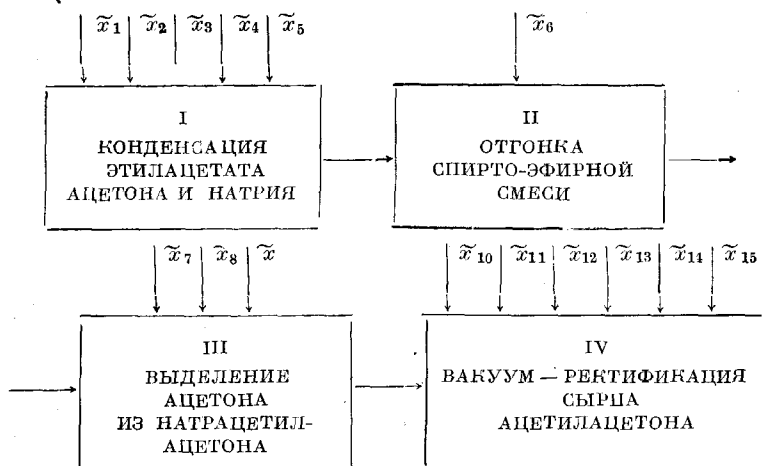 x̃1 x̃2 x̃3 x̃4 x̃5
x̃6
I
КОНДЕНСАЦИЯ
ЭТИЛАЦЕТАТА
АЦЕТОНА И НАТРИЯ
II
ОТГОНКА
СПИРТО-ЭФИРНОЙ
СМЕСИ
x̃7 x̃8 x̃
x̃10 x̃11 x̃12 x̃13 x̃14 x̃15
III
ВЫДЕЛЕНИЕ
АЦЕТОНА
ИЗ НАТРАЦЕТИЛ-
АЦЕТОНА
IV
ВАКУУМ — РЕКТИФИКАЦИЯ
СЫРЦА
АЦЕТИЛАЦЕТОНА